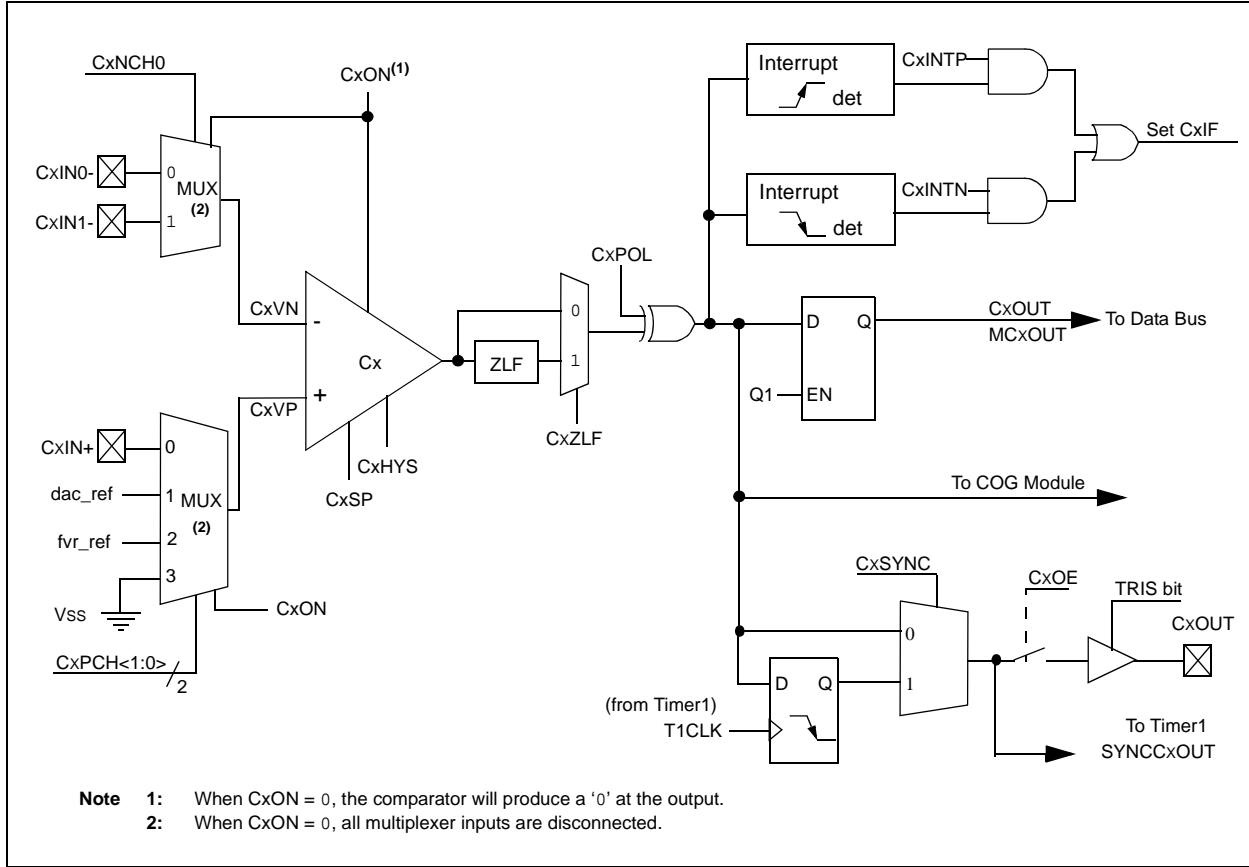 CxNCH0
CxON(1)
CxIN0-
CxIN1-
0
1
MUX
(2)
CxVN
-
Cx
+
CxVP
CxHYS
CxSP
CxIN+
dac_ref
fvr_ref
VSS
0
1
2
3
MUX
(2)
CxON
CxPCH<1:0>
2
ZLF
0
1
CxZLF
CxPOL
Interrupt
det
CxINTP
Interrupt
det
CxINTN
Set CxIF
D Q
Q1
EN
CxOUT
MCxOUT
To Data Bus
To COG Module
CxSYNC
0
1
D Q
(from Timer1)
T1CLK
CxOE
TRIS bit
CxOUT
To Timer1
SYNCCxOUT
Note 1: When CxON = 0, the comparator will produce a ‘0’ at the output.
2: When CxON = 0, all multiplexer inputs are disconnected.